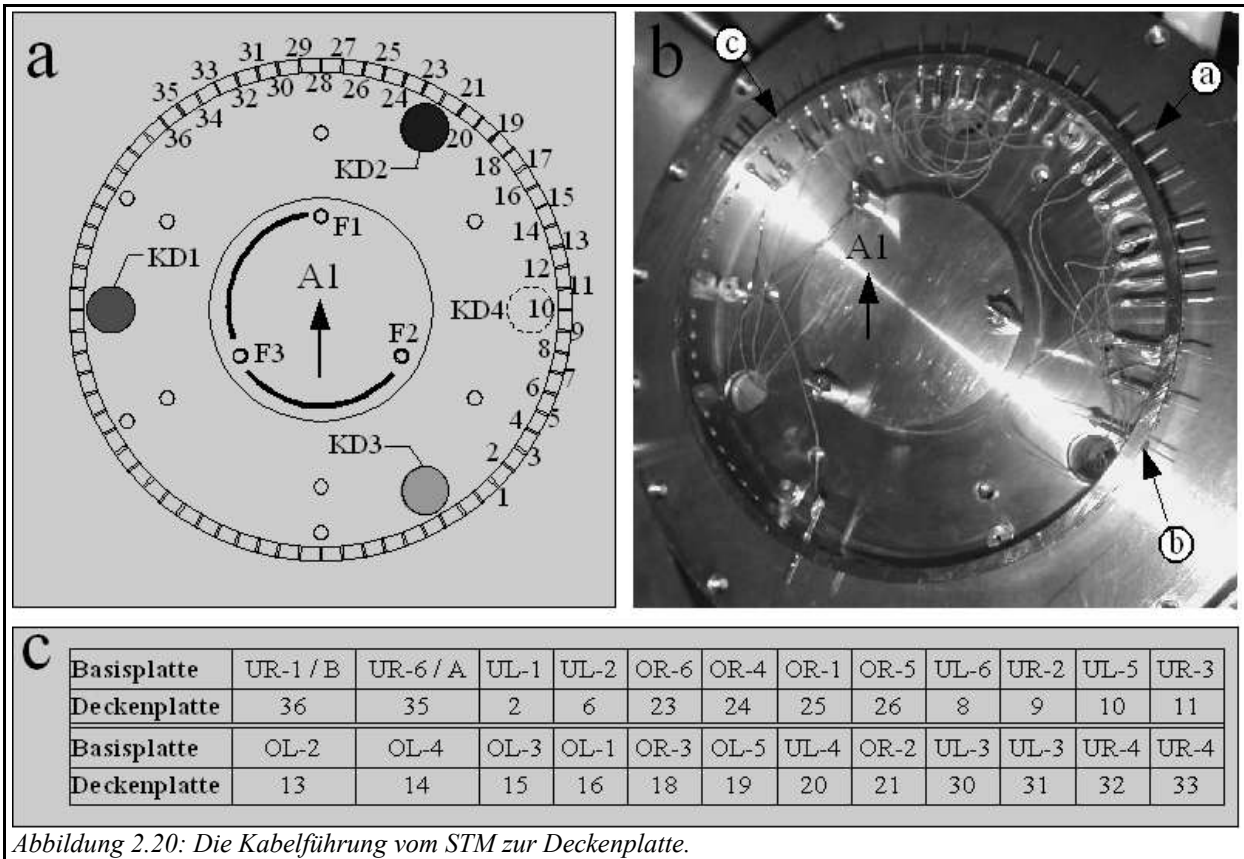 a
31 29 27 25
35 33 23 21
36 34 32 30 28 26 24 20 19
18 17
16 15
14 13
12 11
10 9
8 7
6 5
4 3
2 1
KD2
F1
KD1
A1
KD4
F2
F3
KD3
b
c
a
A1
b
c
Basisplatte UR-1 / B UR-6 / A UL-1 UL-2 OR-6 OR-4 OR-1 OR-5 UL-6 UR-2 UL-5 UR-3
Deckenplatte 36 35 2 6 23 24 25 26 8 9 10 11
Basisplatte OL-2 OL-4 OL-3 OL-1 OR-3 OL-5 UL-4 OR-2 UL-3 UL-3 UR-4 UR-4
Deckenplatte 13 14 15 16 18 19 20 21 30 31 32 33
Abbildung 2.20: Die Kabelführung vom STM zur Deckenplatte.